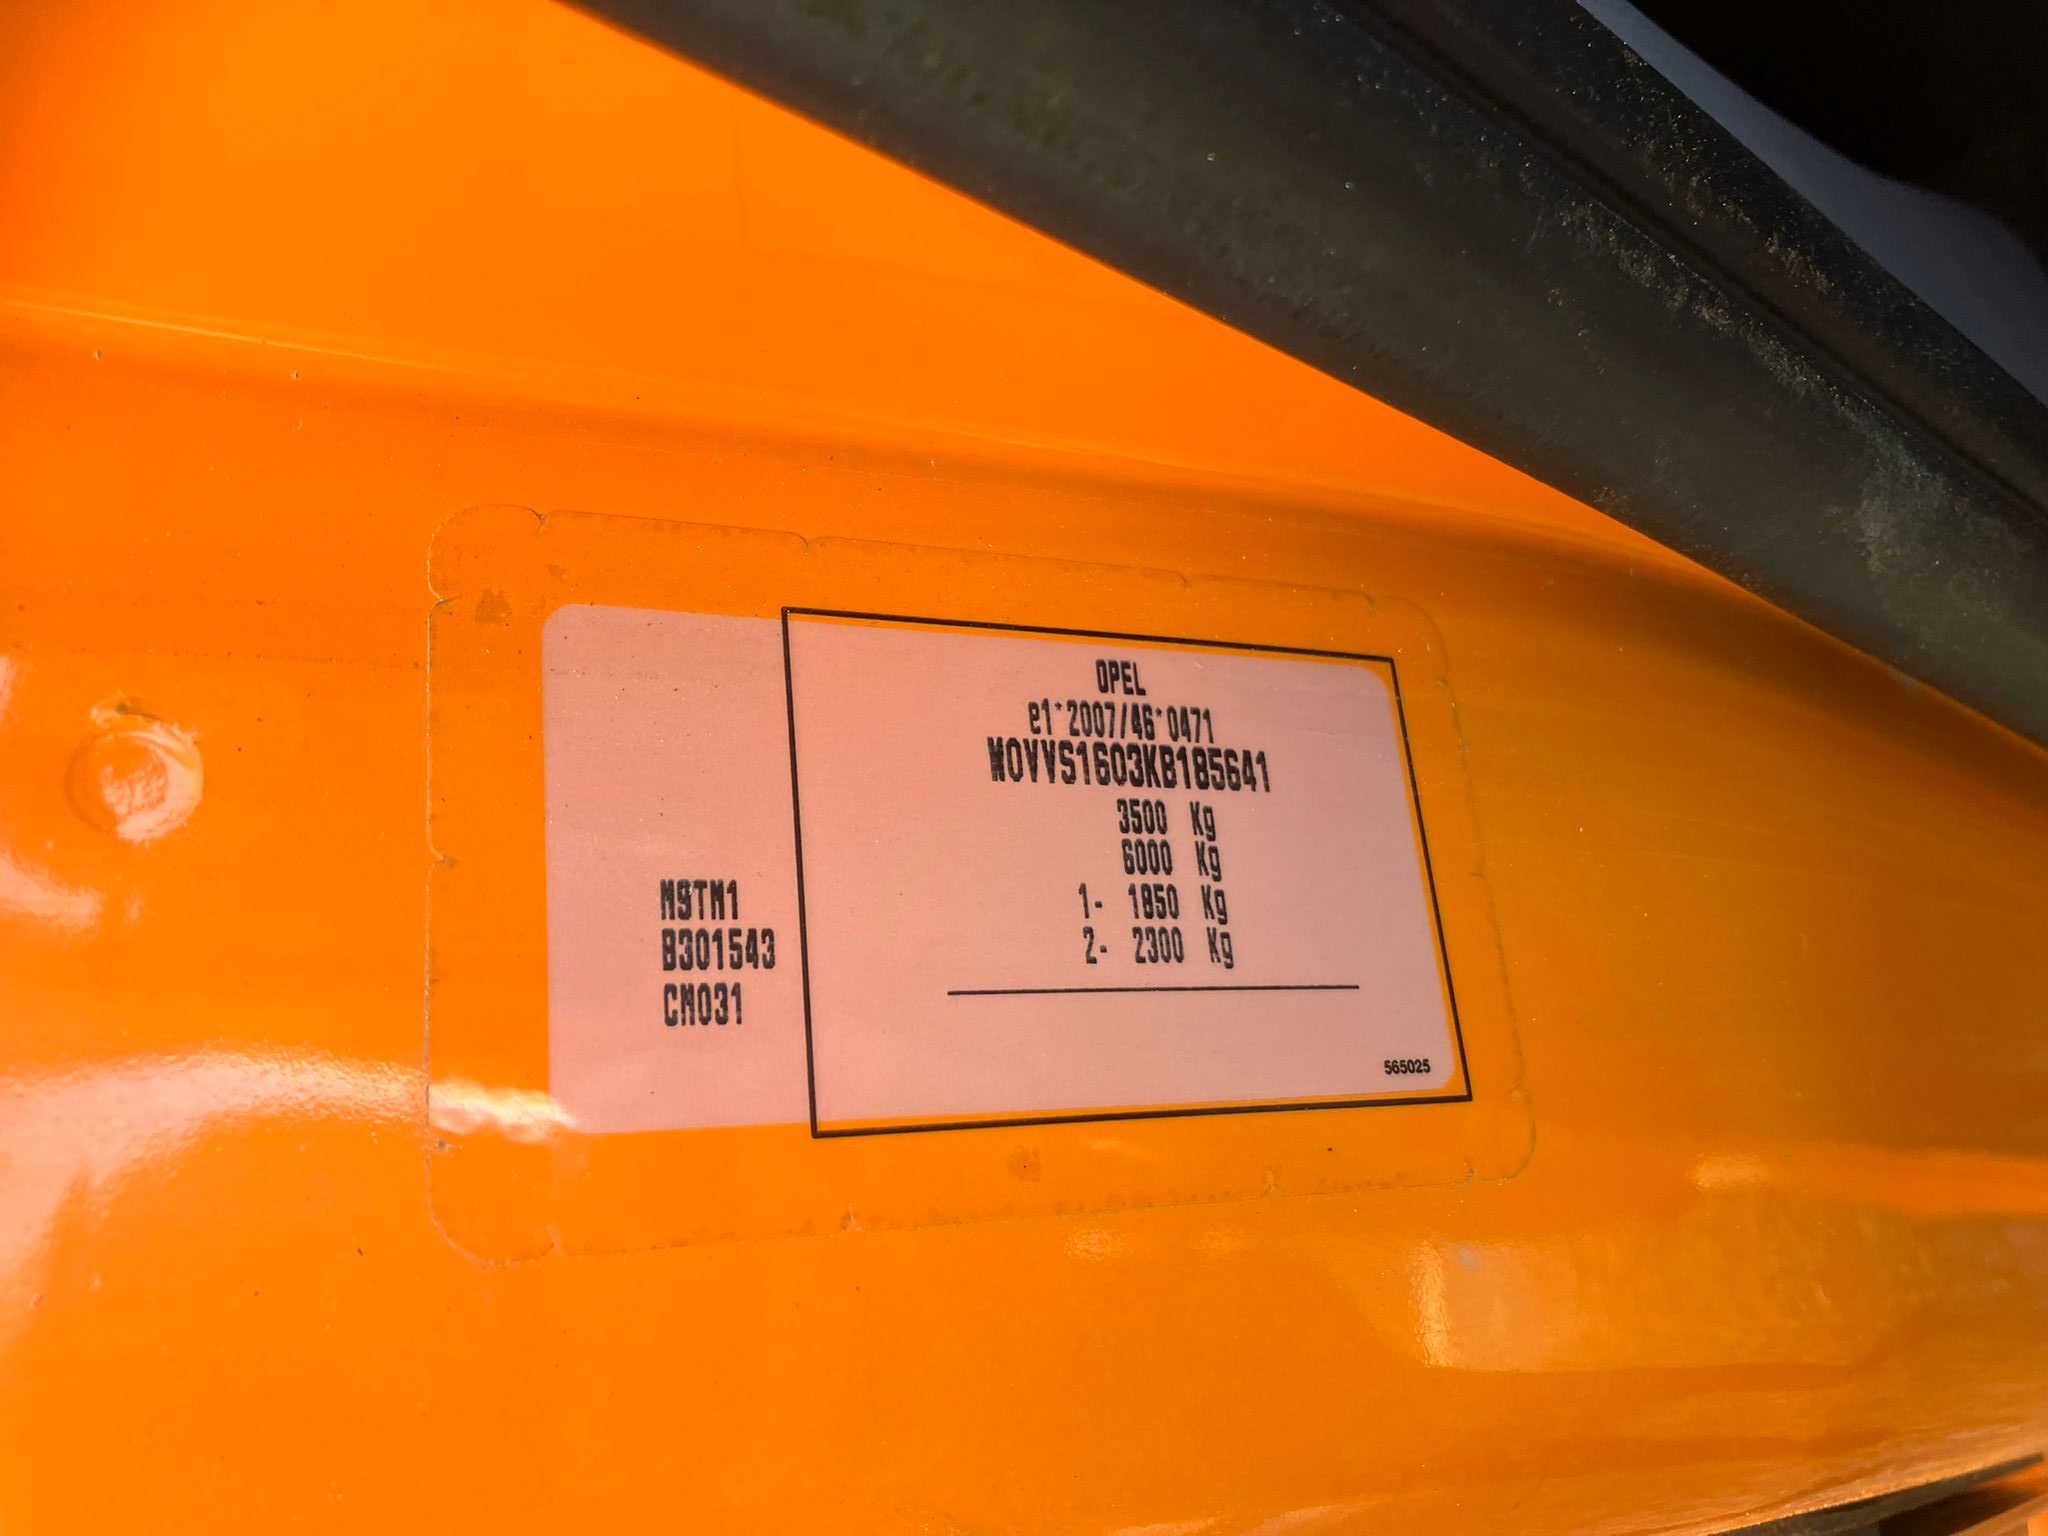 OPEL
e1*2007/46*0471
W0VVS1603KB185641
3500 Kg
6000 Kg
1- 1850 Kg
2- 2300 Kg
M9TM1
B301543
CM031
565025